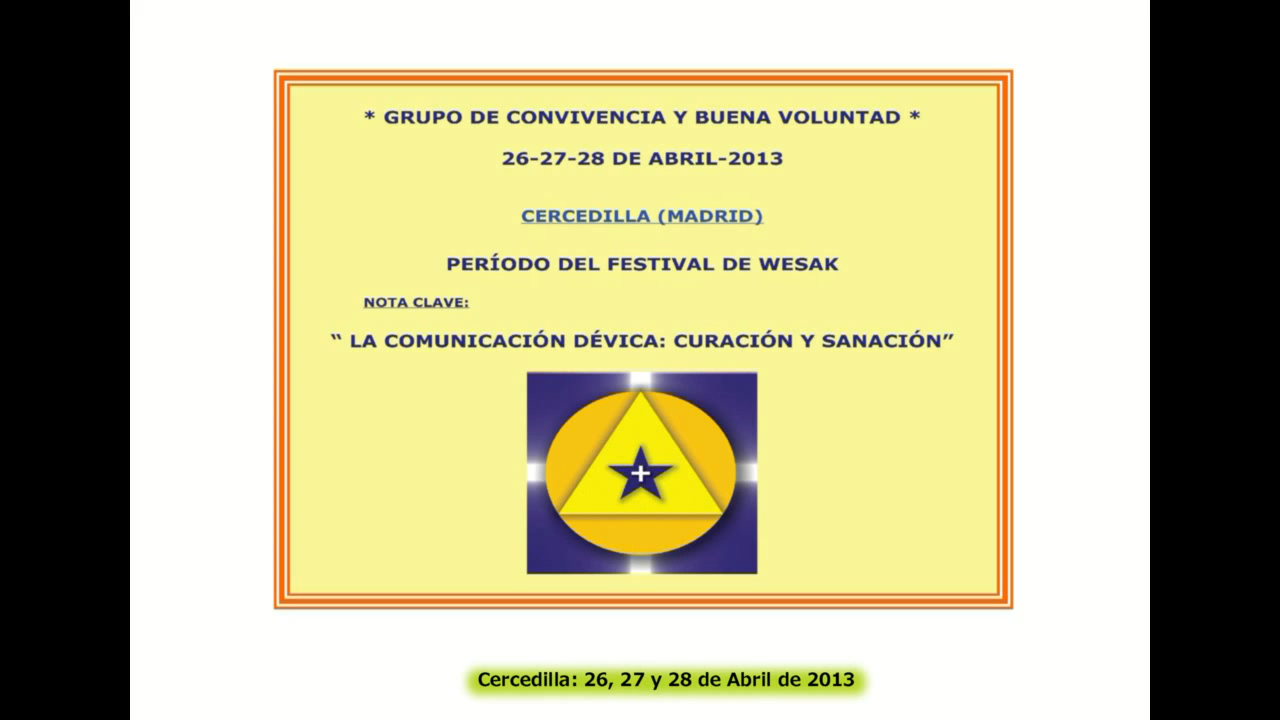 * GRUPO DE CONVIVENCIA Y BUENA VOLUNTAD *
26-27-28 DE ABRIL-2013
CERCEDILLA (MADRID)
PERÍODO DEL FESTIVAL DE WESAK
NOTA CLAVE:
“ LA COMUNICACIÓN DÉVICA: CURACIÓN Y SANACIÓN”
Cercedilla: 26, 27 y 28 de Abril de 2013